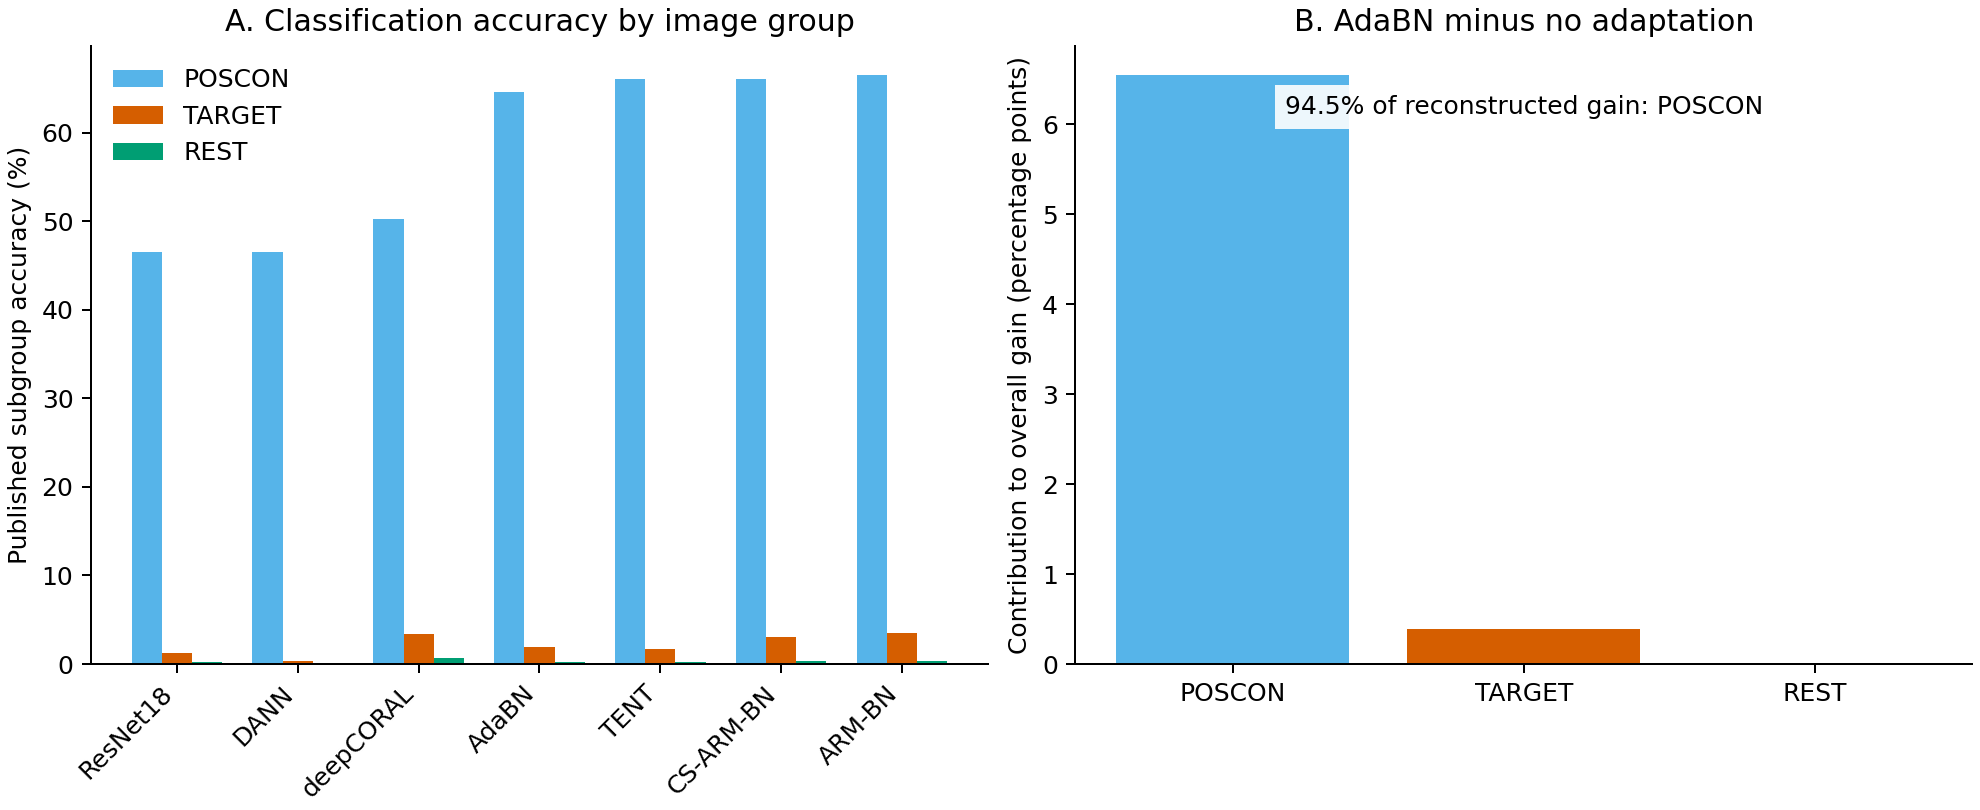 A. Classification accuracy by image group
Published subgroup accuracy (%)
60
50
40
30
20
10
0
POSCON
TARGET
REST
ResNet18
DANN
deepCORAL
AdaBN
TENT
CS-ARM-BN
ARM-BN
B. AdaBN minus no adaptation
Contribution to overall gain (percentage points)
6
5
4
3
2
1
0
94.5% of reconstructed gain: POSCON
POSCON
TARGET
REST